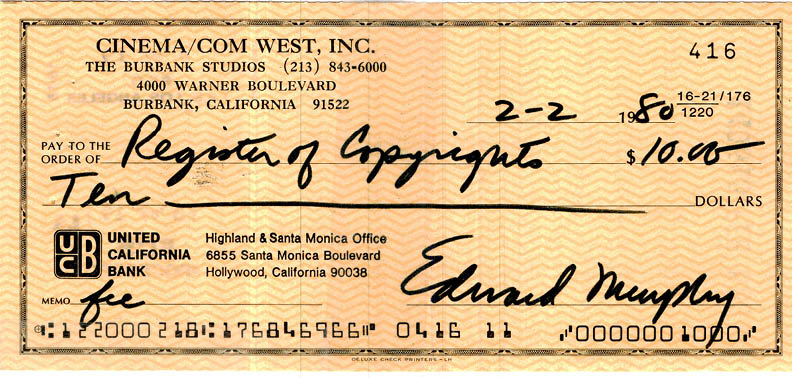 CINEMA/COM WEST, INC.
416
THE BURBANK STUDIOS (213) 843-6000
4000 WARNER BOULEVARD
BURBANK, CALIFORNIA 91522
2-2 1980 16-21/176
1220
PAY TO THE
ORDER OF Register of Copyrights $ 10.00
Ten DOLLARS
UCB UNITED
CALIFORNIA
BANK
Highland & Santa Monica Office
6855 Santa Monica Boulevard
Hollywood, California 90038
Edward Murphy
MEMO fee
⑆122000218⑆176846966⑈ 0416 11 ⑈0000001000⑈
DELUXE CHECK PRINTERS-LH